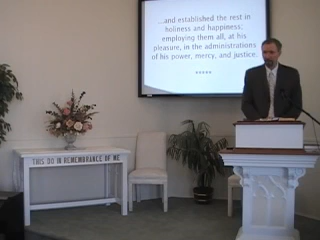 ...and established the rest in
holiness and happiness;
employing them all, at his
pleasure, in the administrations
of his power, mercy, and justice.
*****
THIS DO IN REMEMBRANCE OF ME